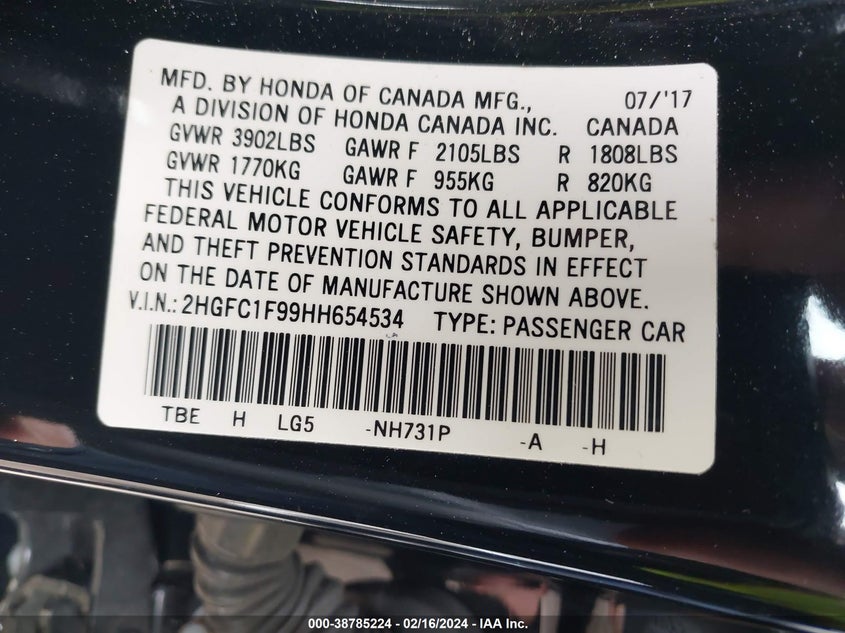 MFD. BY HONDA OF CANADA MFG., 07/'17
A DIVISION OF HONDA CANADA INC. CANADA
GVWR 3902LBS GAWR F 2105LBS R 1808LBS
GVWR 1770KG GAWR F 955KG R 820KG
THIS VEHICLE CONFORMS TO ALL APPLICABLE
FEDERAL MOTOR VEHICLE SAFETY, BUMPER,
AND THEFT PREVENTION STANDARDS IN EFFECT
ON THE DATE OF MANUFACTURE SHOWN ABOVE.
V.I.N.: 2HGFC1F99HH654534 TYPE: PASSENGER CAR
TBE H LG5 -NH731P -A -H
000-38785224 - 02/16/2024 - IAA Inc.